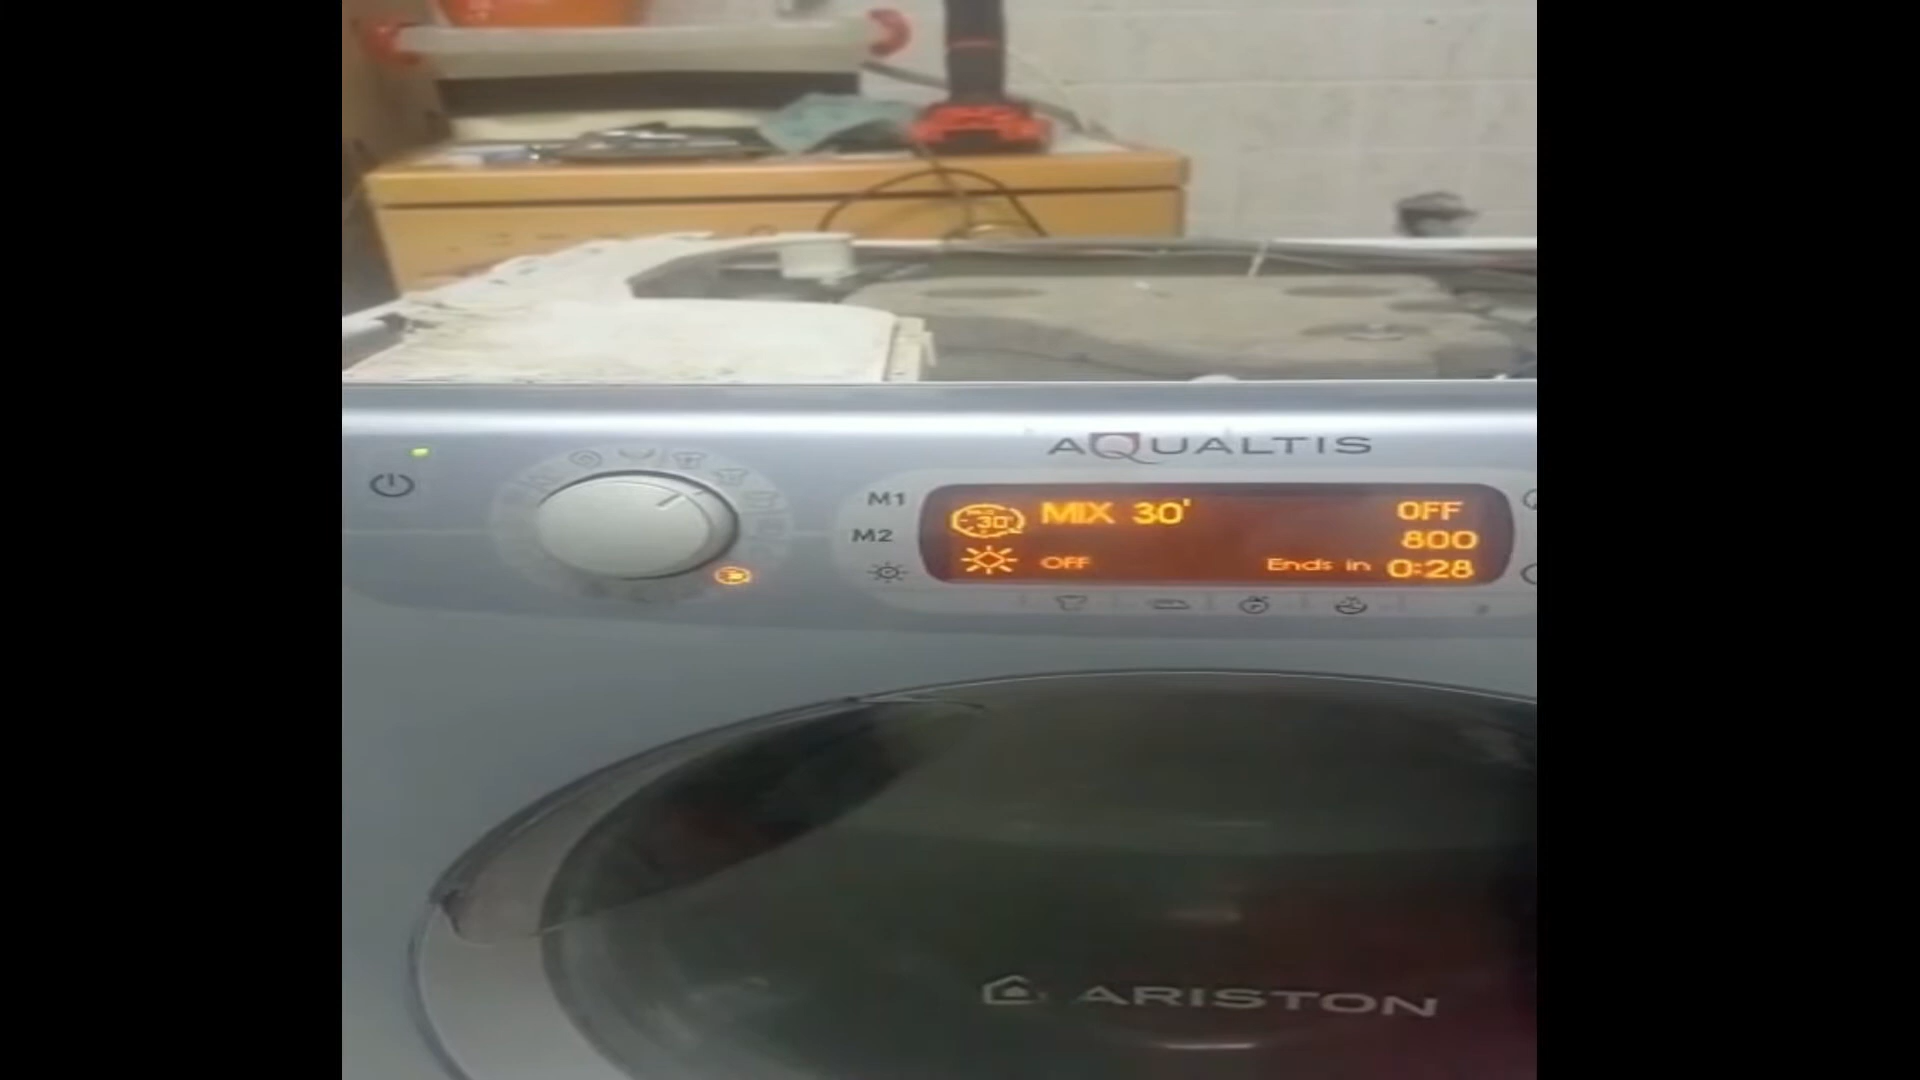 AQUALTIS
M1
M2
30'
MIX 30' OFF
800
OFF Ends in 0:28
ARISTON